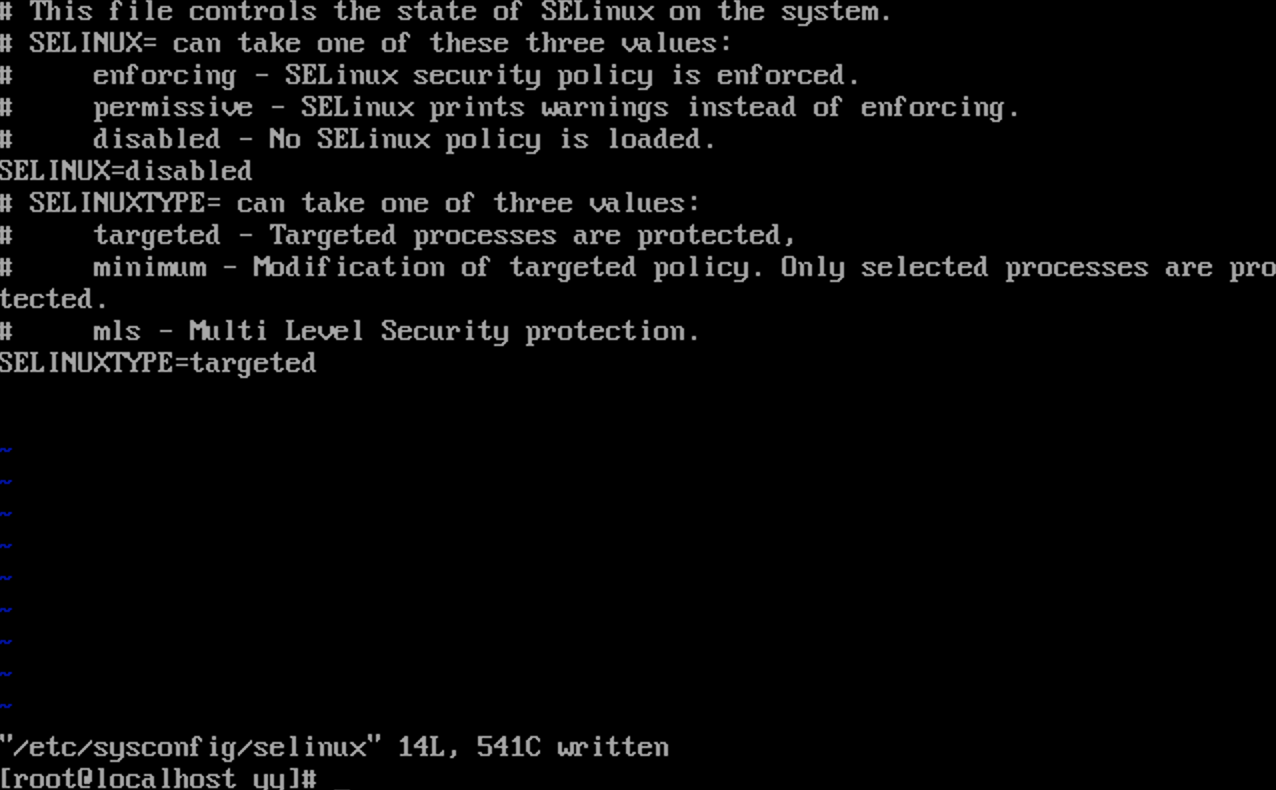 # This file controls the state of SELinux on the system.
# SELINUX= can take one of these three values:
#     enforcing - SELinux security policy is enforced.
#     permissive - SELinux prints warnings instead of enforcing.
#     disabled - No SELinux policy is loaded.
SELINUX=disabled
# SELINUXTYPE= can take one of three values:
#     targeted - Targeted processes are protected,
#     minimum - Modification of targeted policy. Only selected processes are pro
tected.
#     mls - Multi Level Security protection.
SELINUXTYPE=targeted
~
~
~
~
~
~
~
~
~
"/etc/sysconfig/selinux" 14L, 541C written
[root@localhost yy]# _